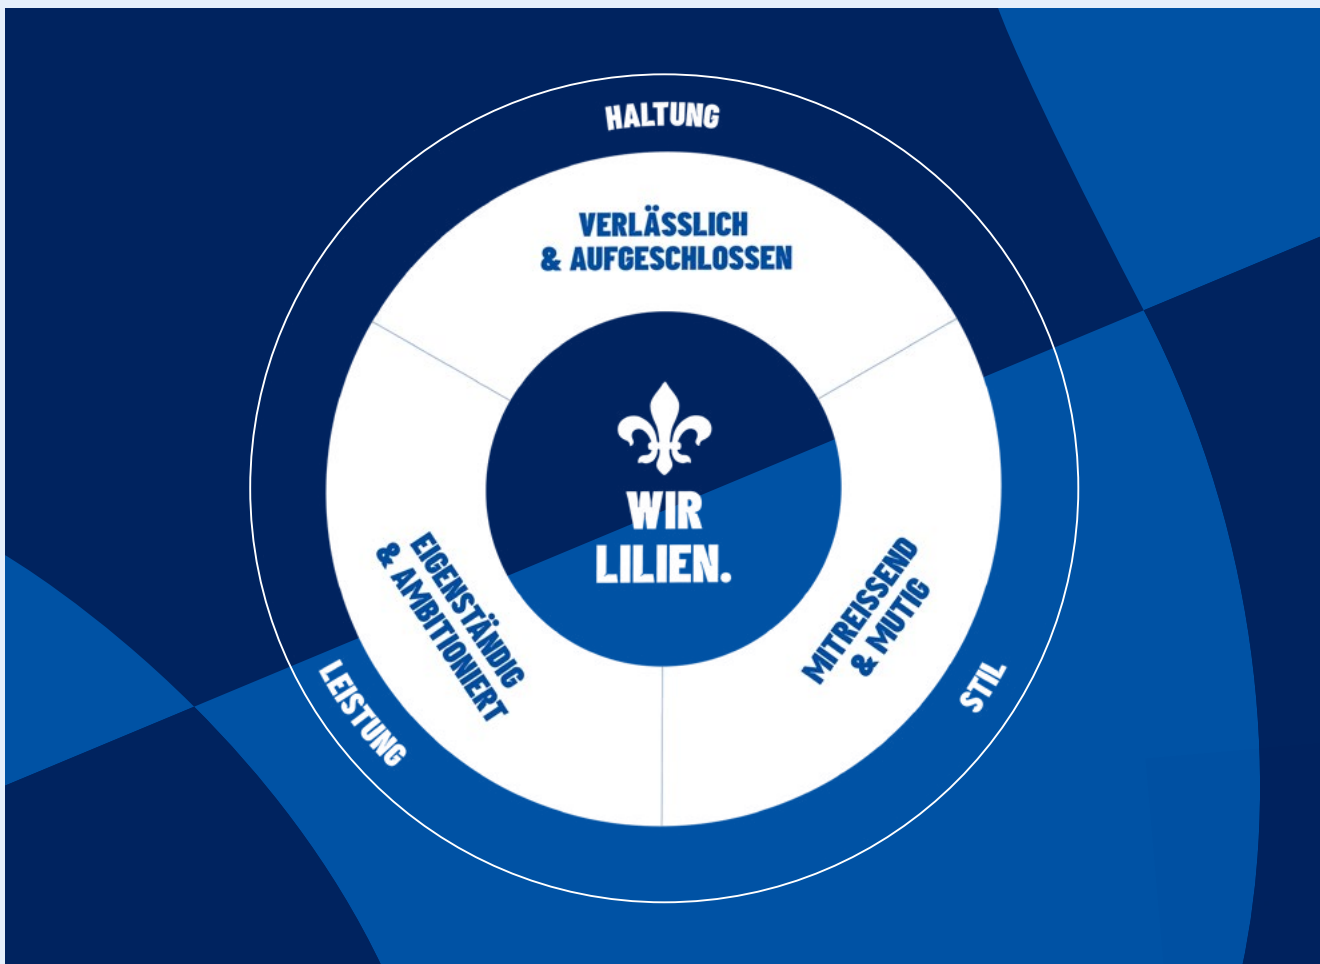 HALTUNG
VERLÄSSLICH
& AUFGESCHLOSSEN
WIR
LILIEN.
EIGENSTÄNDIG
& AMBITIONIERT
MITREISSEND
& MUTIG
LEISTUNG
STIL